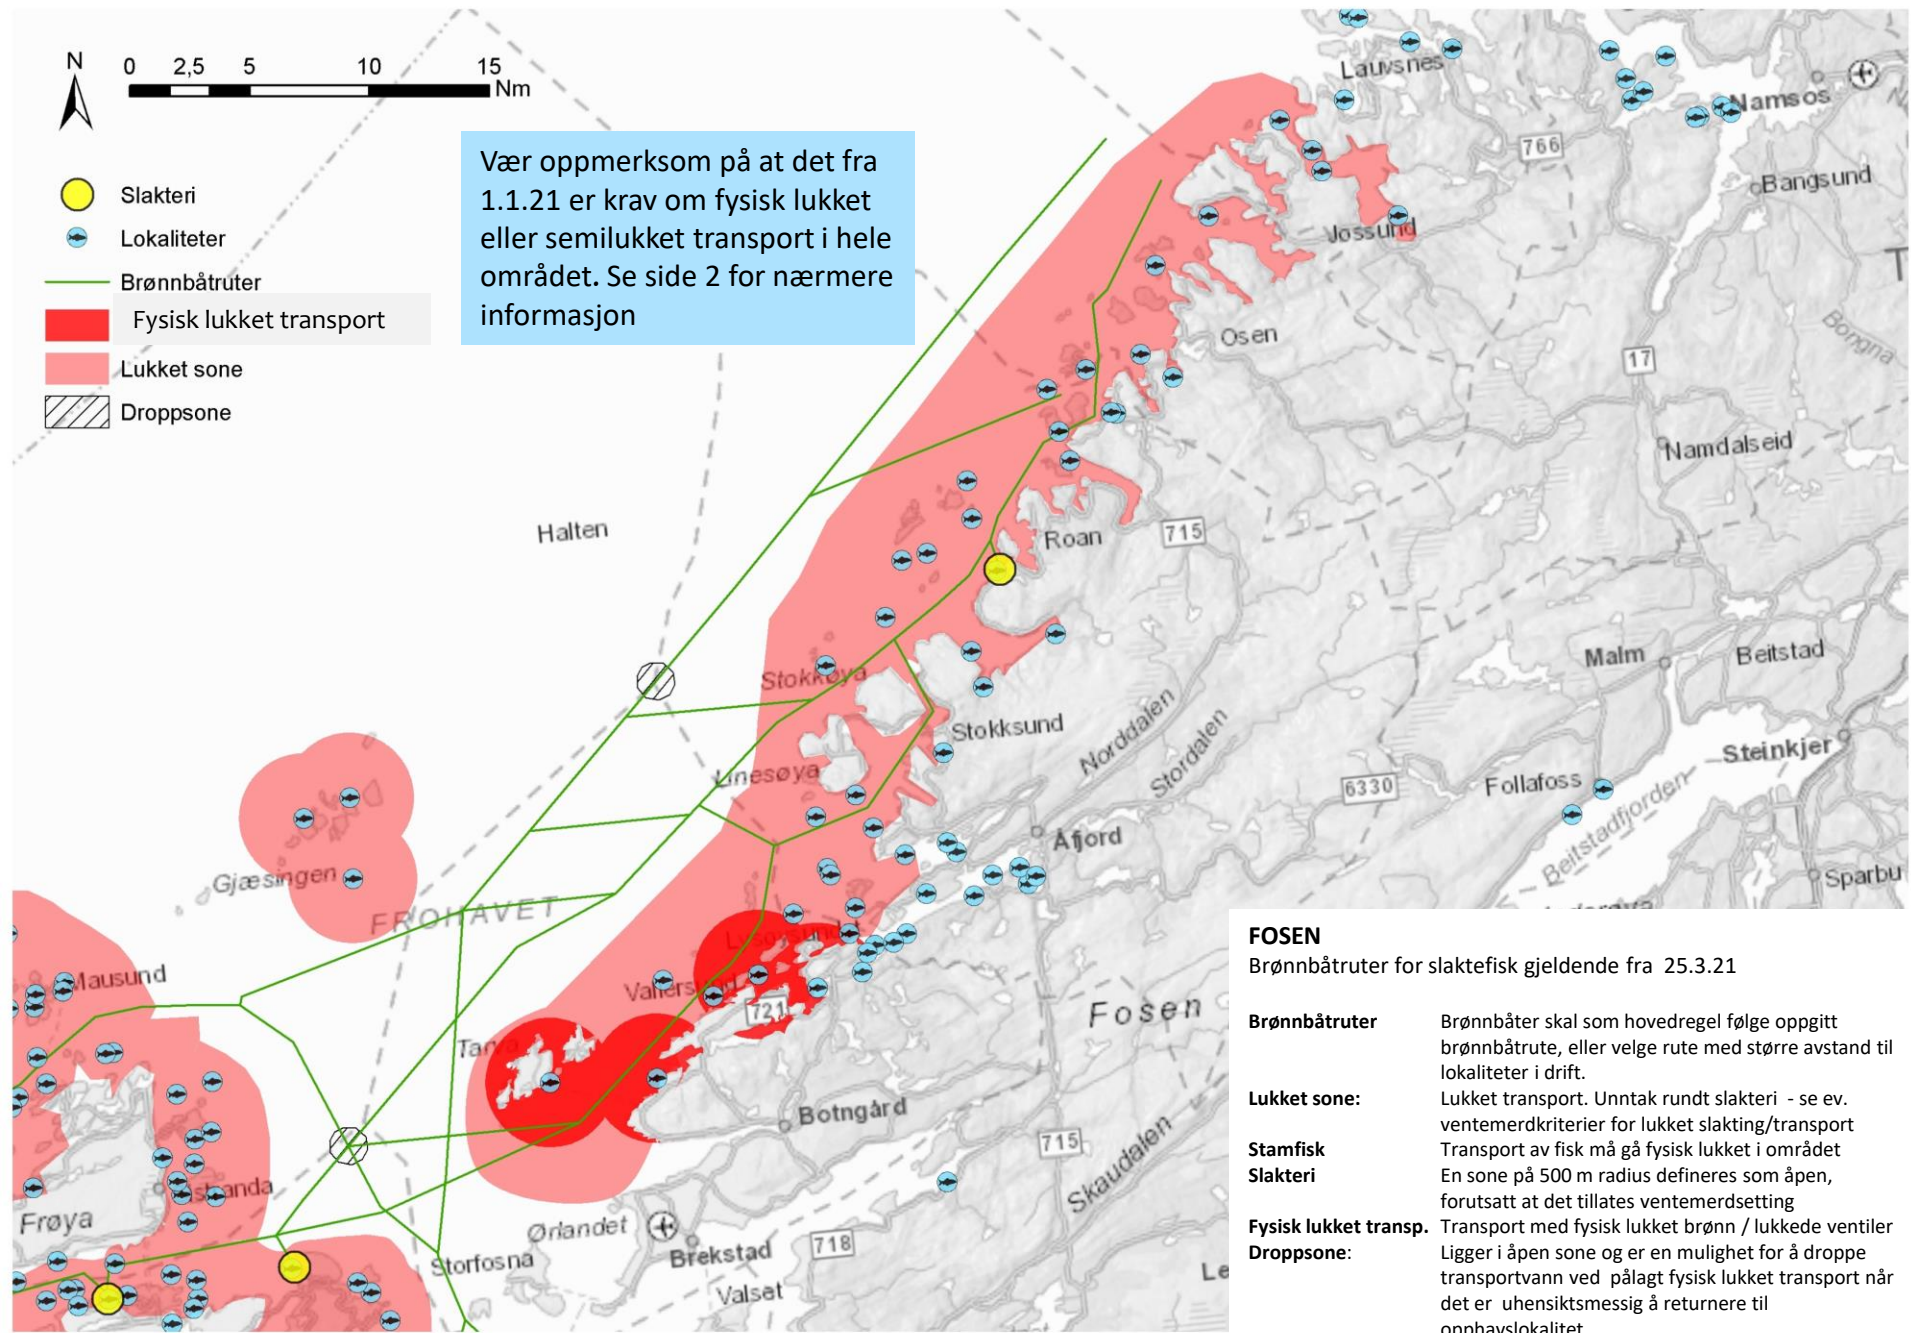 N
0 2,5 5 10 15
Nm
Slakteri
Lokaliteter
Brønnbåtruter
Fysisk lukket transport
Lukket sone
Droppsone
Vær oppmerksom på at det fra
1.1.21 er krav om fysisk lukket
eller semilukket transport i hele
området. Se side 2 for nærmere
informasjon
Lauvsnes
Namsos
766
Bangsund
Jøssund
Osen
17
Bongna
Namdalseid
Halten
Roan
715
Malm
Beitstad
Stokkøya
Stokksund
Norddalen
Stordalen
Steinkjer
Linesøya
6330
Follafoss
Beitstadfjorden
Åfjord
Gjæsingen
FROHAVET
Sparbu
Lysøysundet
Mausund
721
Fosen
Tarva
Botngård
715
Skaudalen
Frøya
Ørlandet
Storfosna
Brekstad
718
Valset
Le
FOSEN
Brønnbåtruter for slaktefisk gjeldende fra 25.3.21
Brønnbåtruter Brønnbåter skal som hovedregel følge oppgitt
brønnbåtrute, eller velge rute med større avstand til
lokaliteter i drift.
Lukket sone: Lukket transport. Unntak rundt slakteri - se ev.
ventemerdkriterier for lukket slakting/transport
Stamfisk Transport av fisk må gå fysisk lukket i området
Slakteri En sone på 500 m radius defineres som åpen,
forutsatt at det tillates ventemerdsetting
Fysisk lukket transp. Transport med fysisk lukket brønn / lukkede ventiler
Droppsone: Ligger i åpen sone og er en mulighet for å droppe
transportvann ved pålagt fysisk lukket transport når
det er uhensiktsmessig å returnere til
opphavslokalitet